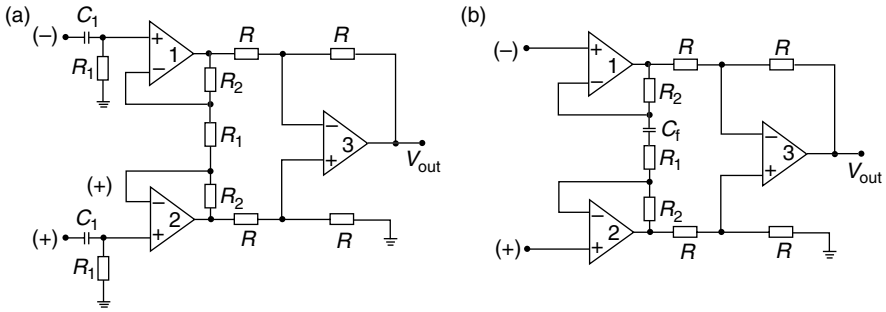 (a)
(–) C1 + 1 R R
R1 – R2
R1
– 3
+ Vout
(+) – R2
C1 2
(+) + R R
R1
(b)
(–) + 1 R R
– R2
Cf
R1 – 3
+ Vout
– R2
2
(+) + R R